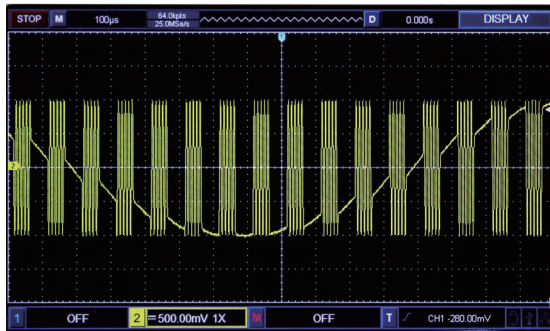 STOP M 100μs 64.0kpts D 0.000s DISPLAY
25.0MSa/s
T
2
1 OFF 2 500.00mV 1X M OFF T CH1 -280.00mV